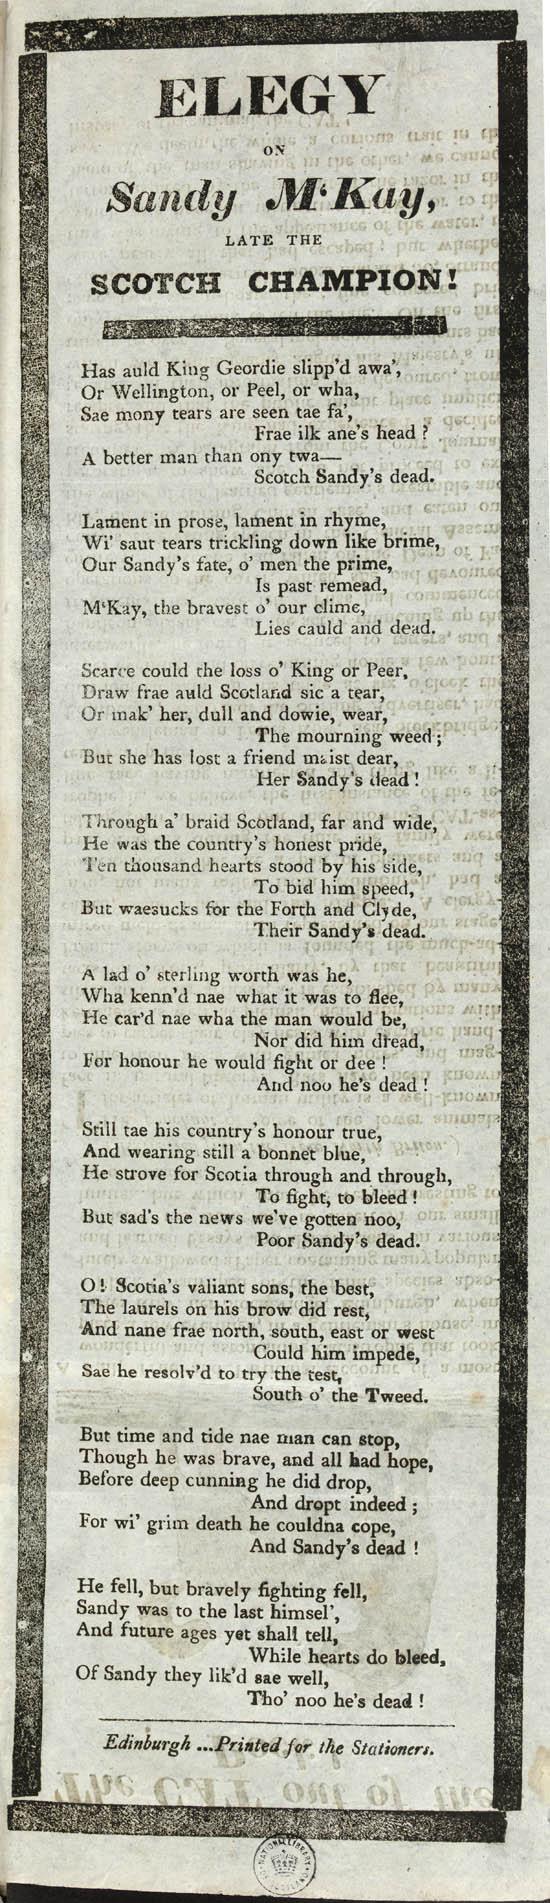 ELEGY
ON
Sandy M‘Kay,
LATE THE
SCOTCH CHAMPION!
Has auld King Geordie slipp'd awa',
Or Wellington, or Peel, or wha,
Sae mony tears are seen tae fa',
Frae ilk ane's head ?
A better man than ony twa—
Scotch Sandy's dead.
Lament in prose, lament in rhyme,
Wi' saut tears trickling down like brime,
Our Sandy's fate, o' men the prime,
Is past remead,
M‘Kay, the bravest o' our clime,
Lies cauld and dead.
Scarce could the loss o' King or Peer,
Draw frae auld Scotland sic a tear,
Or mak' her, dull and dowie, wear,
The mourning weed ;
But she has lost a friend maist dear,
Her Sandy's dead !
Through a' braid Scotland, far and wide,
He was the country's honest pride,
Ten thousand hearts stood by his side,
To bid him speed,
But waesucks for the Forth and Clyde,
Their Sandy's dead.
A lad o' sterling worth was he,
Wha kenn'd nae what it was to flee,
He car'd nae wha the man would be,
Nor did him dread,
For honour he would fight or dee !
And noo he's dead !
Still tae his country's honour true,
And wearing still a bonnet blue,
He strove for Scotia through and through,
To fight, to bleed !
But sad's the news we've gotten noo,
Poor Sandy's dead.
O! Scotia's valiant sons, the best,
The laurels on his brow did rest,
And nane frae north, south, east or west
Could him impede,
Sae he resolv'd to try the test,
South o' the Tweed.
But time and tide nae man can stop,
Though he was brave, and all had hope,
Before deep cunning he did drop,
And dropt indeed ;
For wi' grim death he couldna cope,
And Sandy's dead !
He fell, but bravely fighting fell,
Sandy was to the last himsel',
And future ages yet shall tell,
While hearts do bleed,
Of Sandy they lik'd sae well,
Tho' noo he's dead !
Edinburgh ...Printed for the Stationers.
NATIONAL LIBRARY